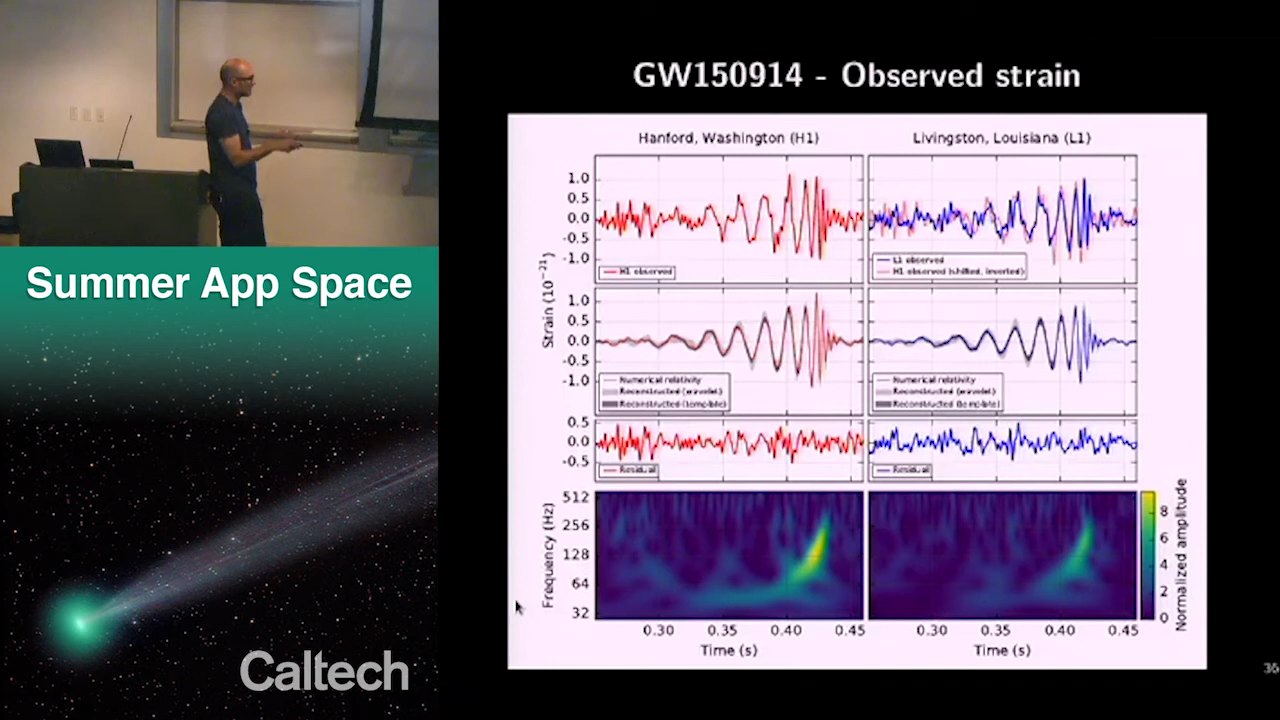 Summer App Space
Caltech
GW150914 - Observed strain
Hanford, Washington (H1)
Livingston, Louisiana (L1)
1.0
0.5
0.0
-0.5
-1.0
H1 observed
L1 observed
H1 observed (shifted, inverted)
Strain (10⁻²¹)
1.0
0.5
0.0
-0.5
-1.0
Numerical relativity
Reconstructed (wavelet)
Reconstructed (template)
Numerical relativity
Reconstructed (wavelet)
Reconstructed (template)
0.5
0.0
-0.5
Residual
Residual
Frequency (Hz)
512
256
128
64
32
8
6
4
2
0
Normalized amplitude
0.30 0.35 0.40 0.45
0.30 0.35 0.40 0.45
Time (s)
Time (s)
36